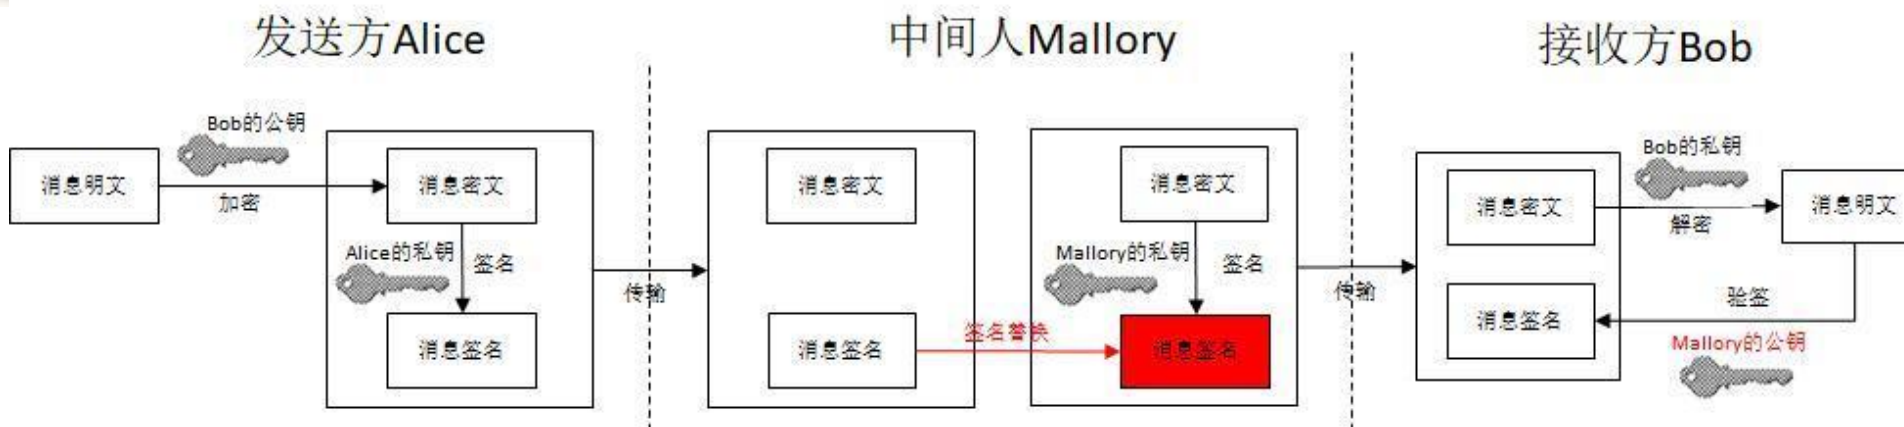 发送方Alice
中间人Mallory
接收方Bob
消息明文
Bob的公钥
加密
消息密文
Alice的私钥
签名
消息签名
传输
消息密文
消息签名
签名替换
消息密文
Mallory的私钥
签名
消息签名
传输
消息密文
消息签名
Bob的私钥
解密
消息明文
验签
Mallory的公钥